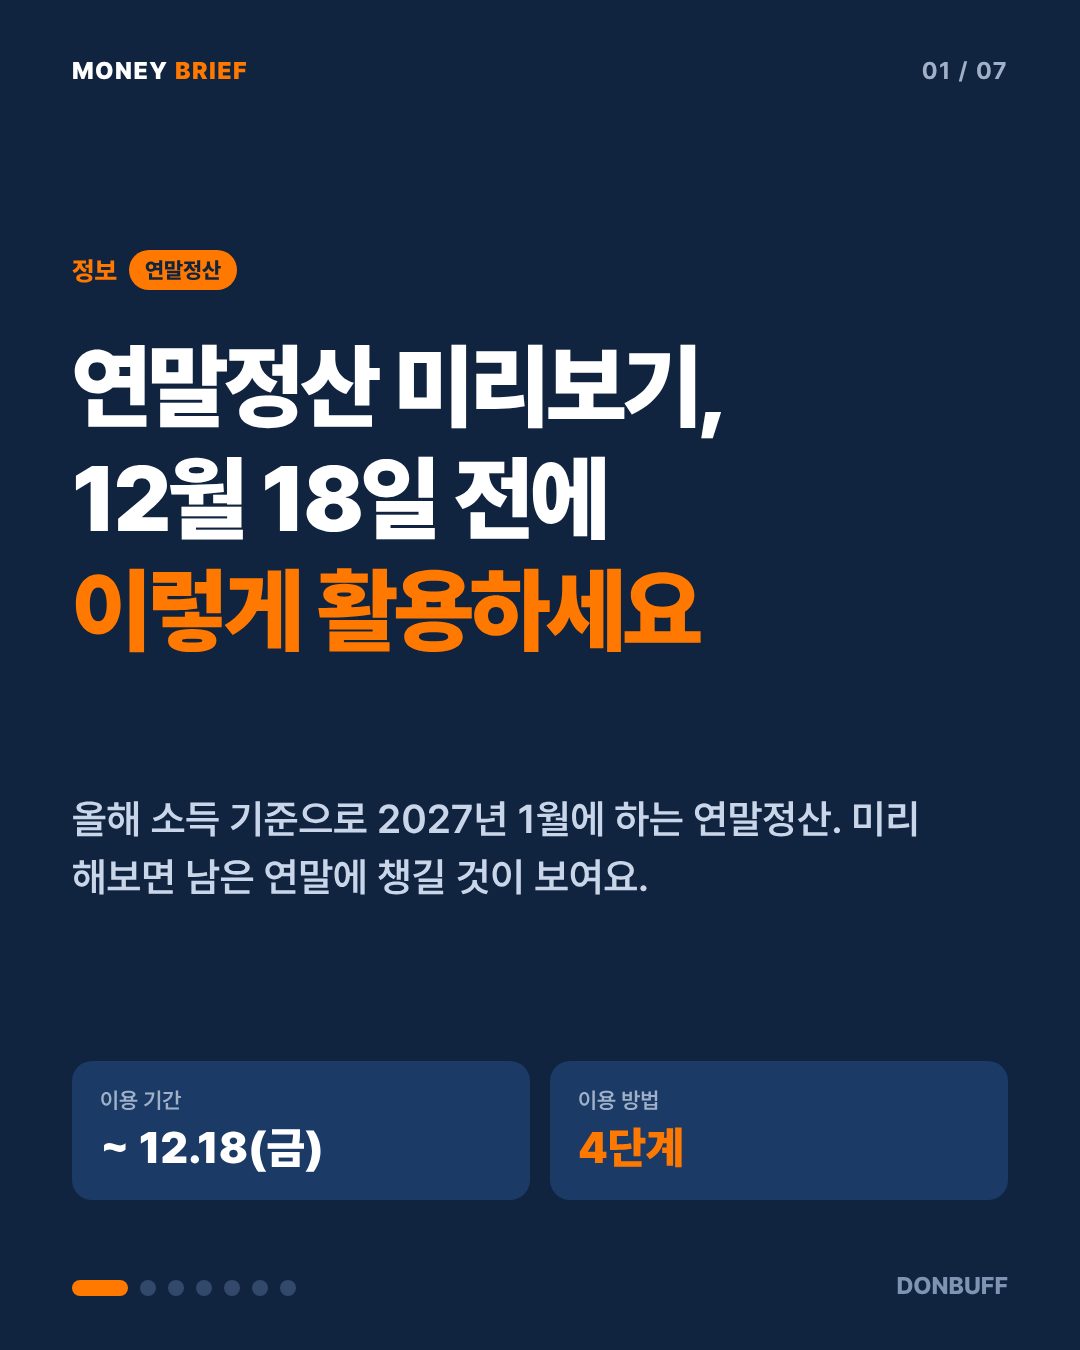 MONEY BRIEF
01 / 07
정보 연말정산
연말정산 미리보기,
12월 18일 전에
이렇게 활용하세요
올해 소득 기준으로 2027년 1월에 하는 연말정산. 미리
해보면 남은 연말에 챙길 것이 보여요.
이용 기간
~ 12.18(금)
이용 방법
4단계
DONBUFF